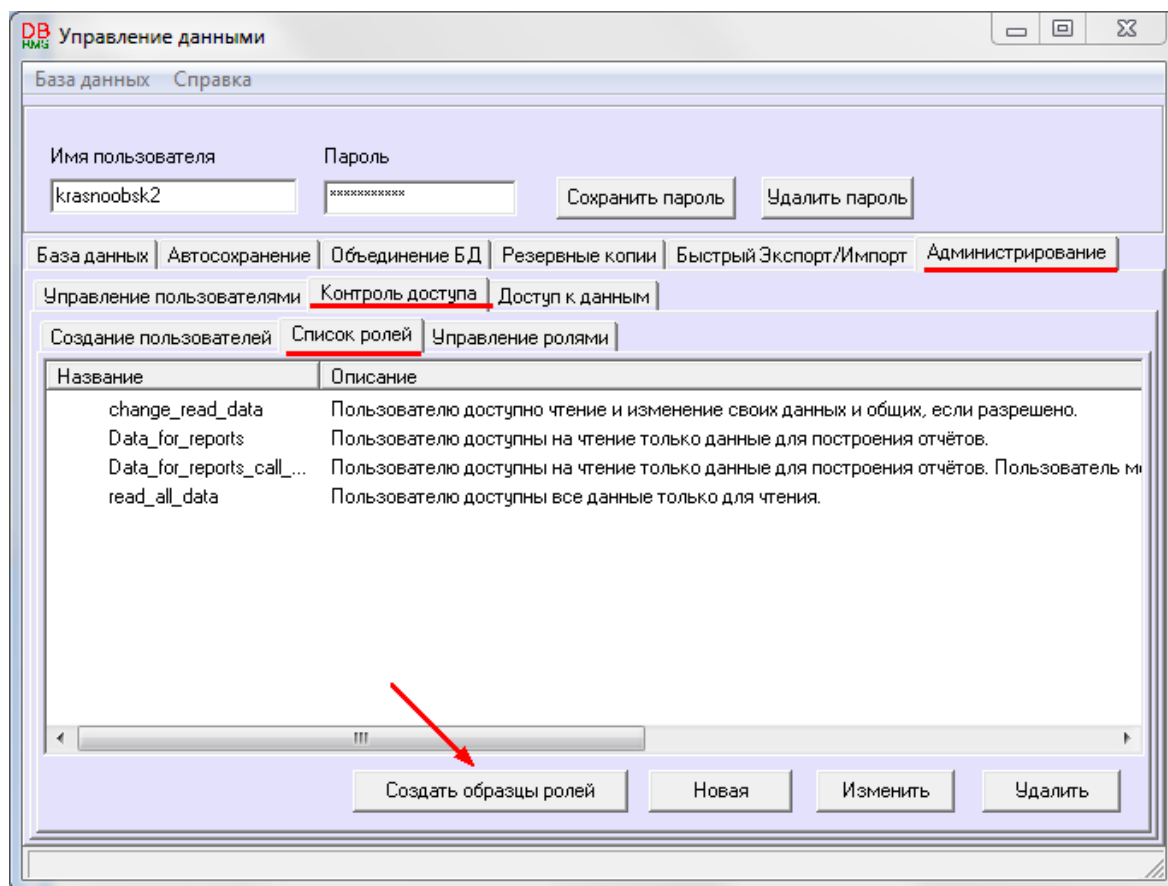 DB HMS Управление данными
База данных Справка
Имя пользователя Пароль
krasnoobsk2 *********** Сохранить пароль Удалить пароль
База данных Автосохранение Объединение БД Резервные копии Быстрый Экспорт/Импорт Администрирование
Управление пользователями Контроль доступа Доступ к данным
Создание пользователей Список ролей Управление ролями
Название Описание
change_read_data Пользователю доступно чтение и изменение своих данных и общих, если разрешено.
Data_for_reports Пользователю доступны на чтение только данные для построения отчётов.
Data_for_reports_call_... Пользователю доступны на чтение только данные для построения отчётов. Пользователь м
read_all_data Пользователю доступны все данные только для чтения.
Создать образцы ролей Новая Изменить Удалить